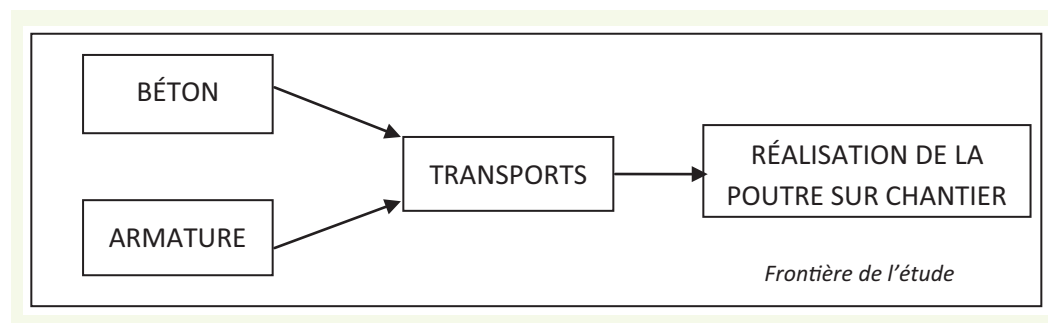 BÉTON
ARMATURE
TRANSPORTS
RÉALISATION DE LA
POUTRE SUR CHANTIER
Frontière de l’étude